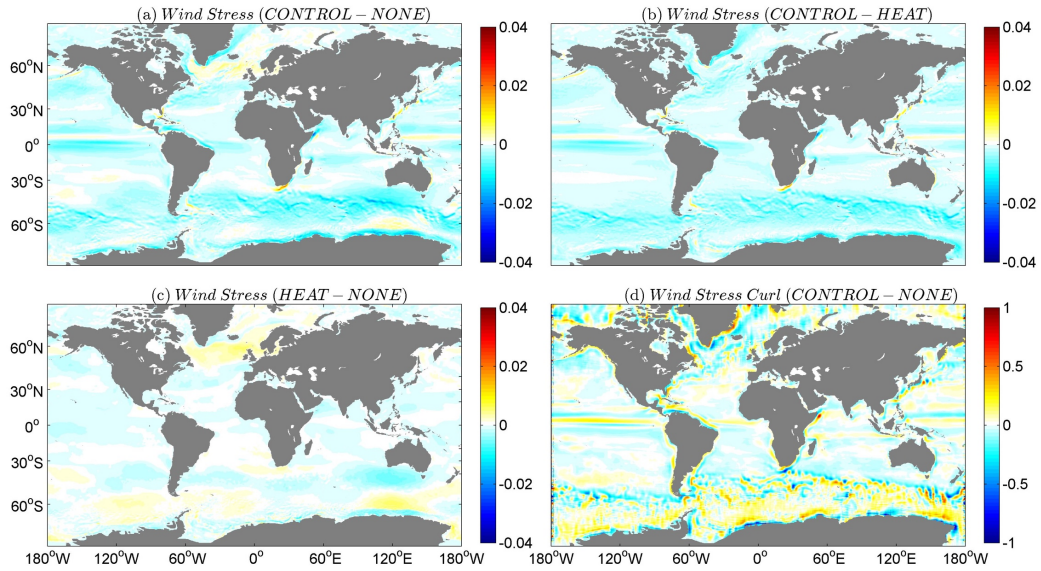 (a) Wind Stress (CONTROL − NONE)
60°N
30°N
0°
30°S
60°S
0.04
0.02
0
-0.02
-0.04
(b) Wind Stress (CONTROL − HEAT)
60°N
30°N
0°
30°S
60°S
0.04
0.02
0
-0.02
-0.04
(c) Wind Stress (HEAT − NONE)
60°N
30°N
0°
30°S
60°S
180°W 120°W 60°W 0° 60°E 120°E 180°E
0.04
0.02
0
-0.02
-0.04
(d) Wind Stress Curl (CONTROL − NONE)
60°N
30°N
0°
30°S
60°S
180°W 120°W 60°W 0° 60°E 120°E 180°E
1
0.5
0
-0.5
-1